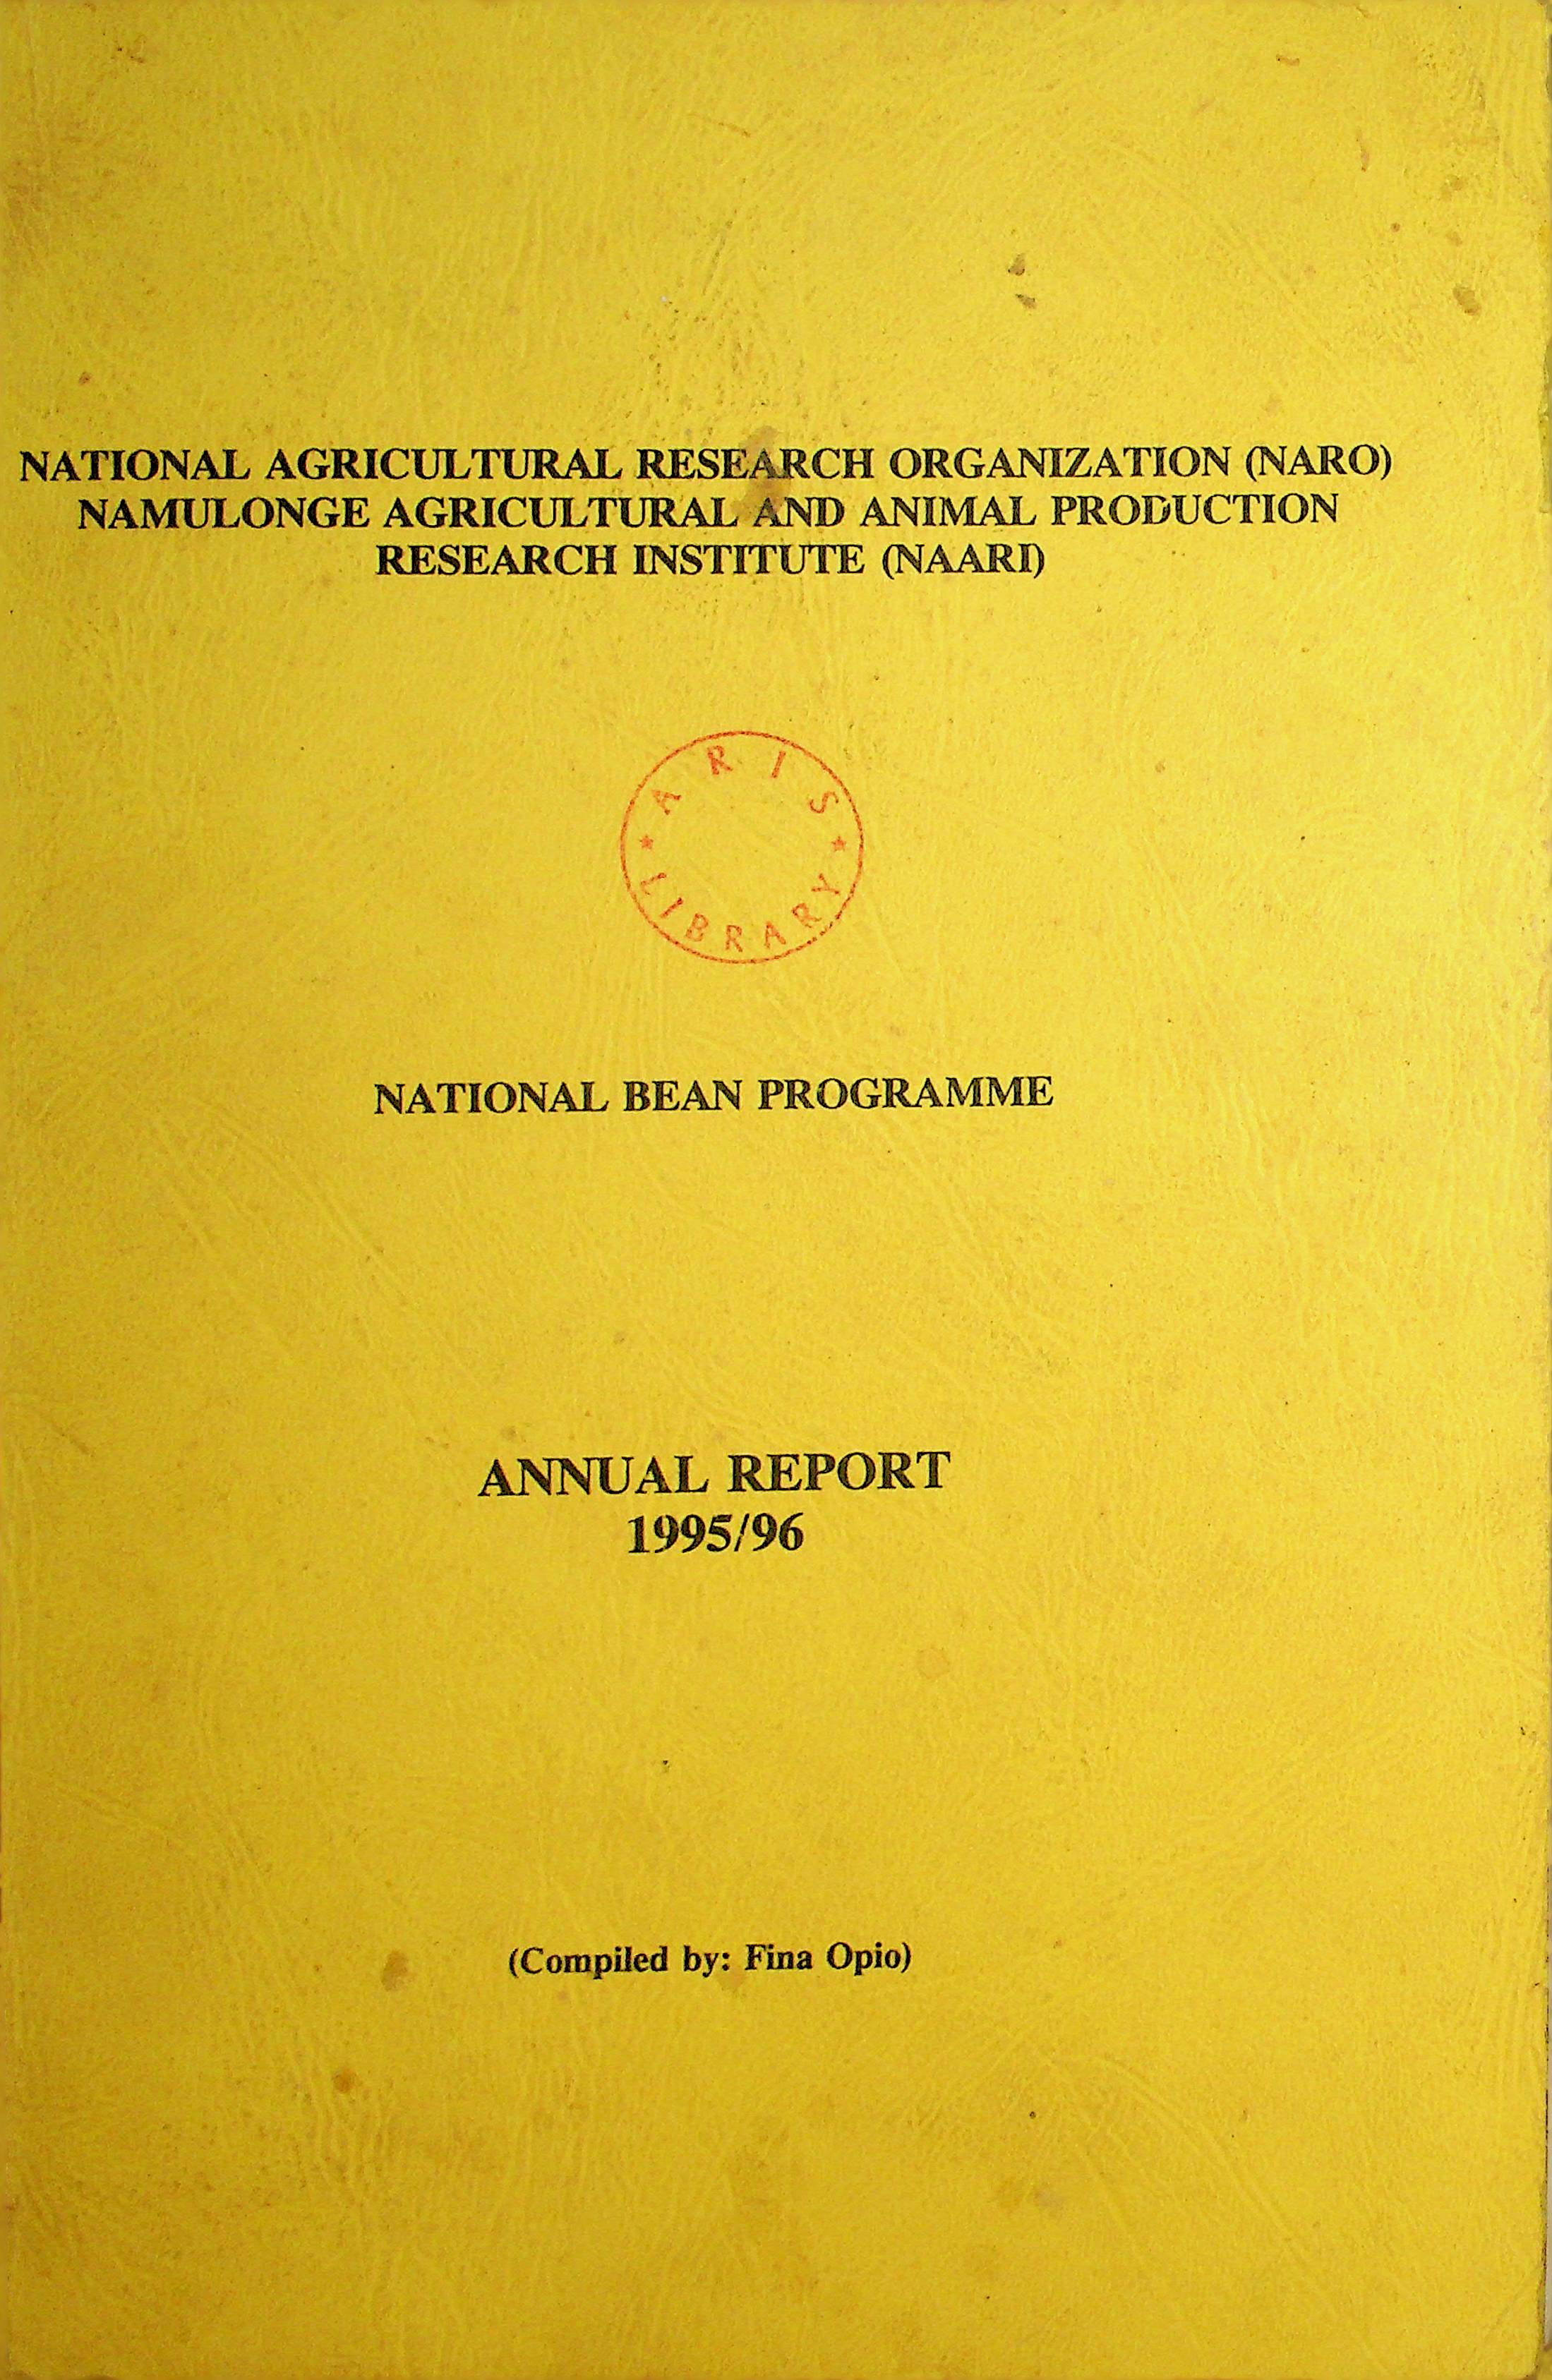 NATIONAL AGRICULTURAL RESEARCH ORGANIZATION (NARO)
NAMULONGE AGRICULTURAL AND ANIMAL PRODUCTION
RESEARCH INSTITUTE (NAARI)
ARIS
★ ★
LIBRARY
NATIONAL BEAN PROGRAMME
ANNUAL REPORT
1995/96
(Compiled by: Fina Opio)